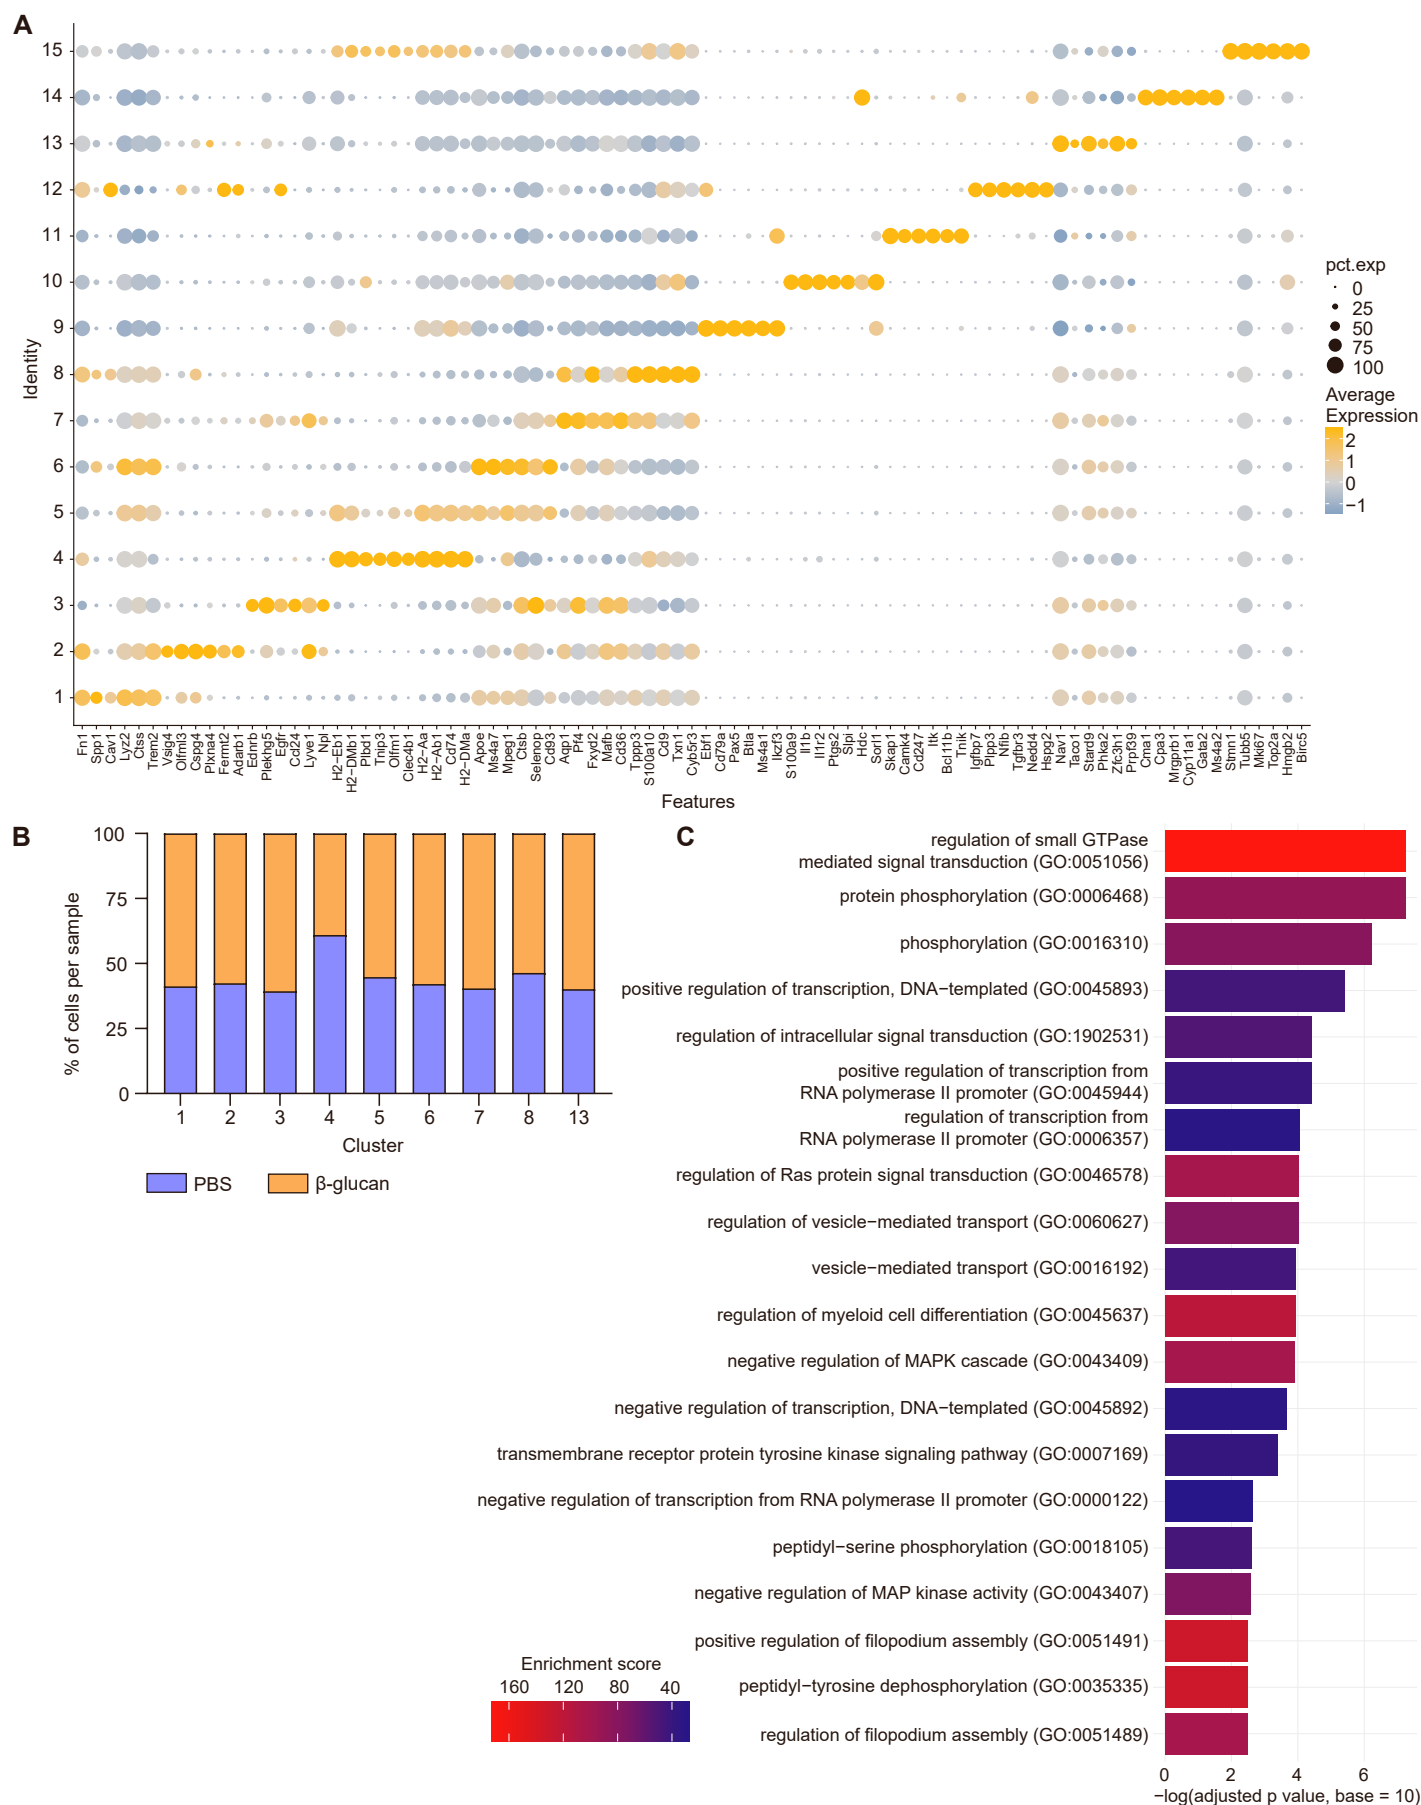 A
Identity
15
14
13
12
11
10
9
8
7
6
5
4
3
2
1
Fn1
Spp1
Cav1
Lyz2
Ctss
Trem2
Vsig4
Olfml3
Cspg4
Plxna4
Fermt2
Adarb1
Ednrb
Plekhg5
Egfr
Cd24
Lyve1
Npl
H2−Eb1
H2−DMb1
Plbd1
Tnip3
Olfm1
Clec4b1
H2−Aa
H2−Ab1
Cd74
H2−DMa
Apoe
Ms4a7
Mpeg1
Ctsb
Selenop
Cd93
Aqp1
Pf4
Fxyd2
Mafb
Cd36
Tppp3
S100a10
Cd9
Txn1
Cyb5r3
Ebf1
Cd79a
Pax5
Btla
Ms4a1
Ikzf3
S100a9
Il1b
Il1r2
Ptgs2
Slpi
Hdc
Sorl1
Skap1
Camk4
Cd247
Itk
Bcl11b
Tnik
Igfbp7
Plpp3
Nfib
Tgfbr3
Nedd4
Hspg2
Nav1
Taco1
Stard9
Phka2
Zfc3h1
Prpf39
Cma1
Cpa3
Mrgprb1
Cyp11a1
Gata2
Ms4a2
Stmn1
Tubb5
Mki67
Top2a
Hmgb2
Birc5
Features
pct.exp
0
25
50
75
100
Average
Expression
2
1
0
−1
B
% of cells per sample
100
75
50
25
0
1 2 3 4 5 6 7 8 13
Cluster
PBS β-glucan
C
regulation of small GTPase
mediated signal transduction (GO:0051056)
protein phosphorylation (GO:0006468)
phosphorylation (GO:0016310)
positive regulation of transcription, DNA−templated (GO:0045893)
regulation of intracellular signal transduction (GO:1902531)
positive regulation of transcription from
RNA polymerase II promoter (GO:0045944)
regulation of transcription from
RNA polymerase II promoter (GO:0006357)
regulation of Ras protein signal transduction (GO:0046578)
regulation of vesicle−mediated transport (GO:0060627)
vesicle−mediated transport (GO:0016192)
regulation of myeloid cell differentiation (GO:0045637)
negative regulation of MAPK cascade (GO:0043409)
negative regulation of transcription, DNA−templated (GO:0045892)
transmembrane receptor protein tyrosine kinase signaling pathway (GO:0007169)
negative regulation of transcription from RNA polymerase II promoter (GO:0000122)
peptidyl−serine phosphorylation (GO:0018105)
negative regulation of MAP kinase activity (GO:0043407)
positive regulation of filopodium assembly (GO:0051491)
peptidyl−tyrosine dephosphorylation (GO:0035335)
regulation of filopodium assembly (GO:0051489)
Enrichment score
160 120 80 40
0 2 4 6
−log(adjusted p value, base = 10)